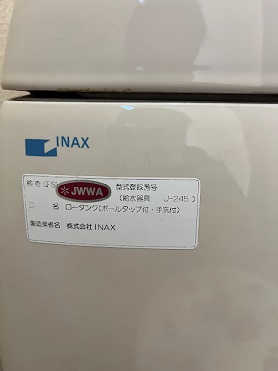 INAX
JWWA 型式登録番号
(給水器具 J-245)
名 ロータンク(ボールタップ付・手洗付)
製造業者名 株式会社INAX